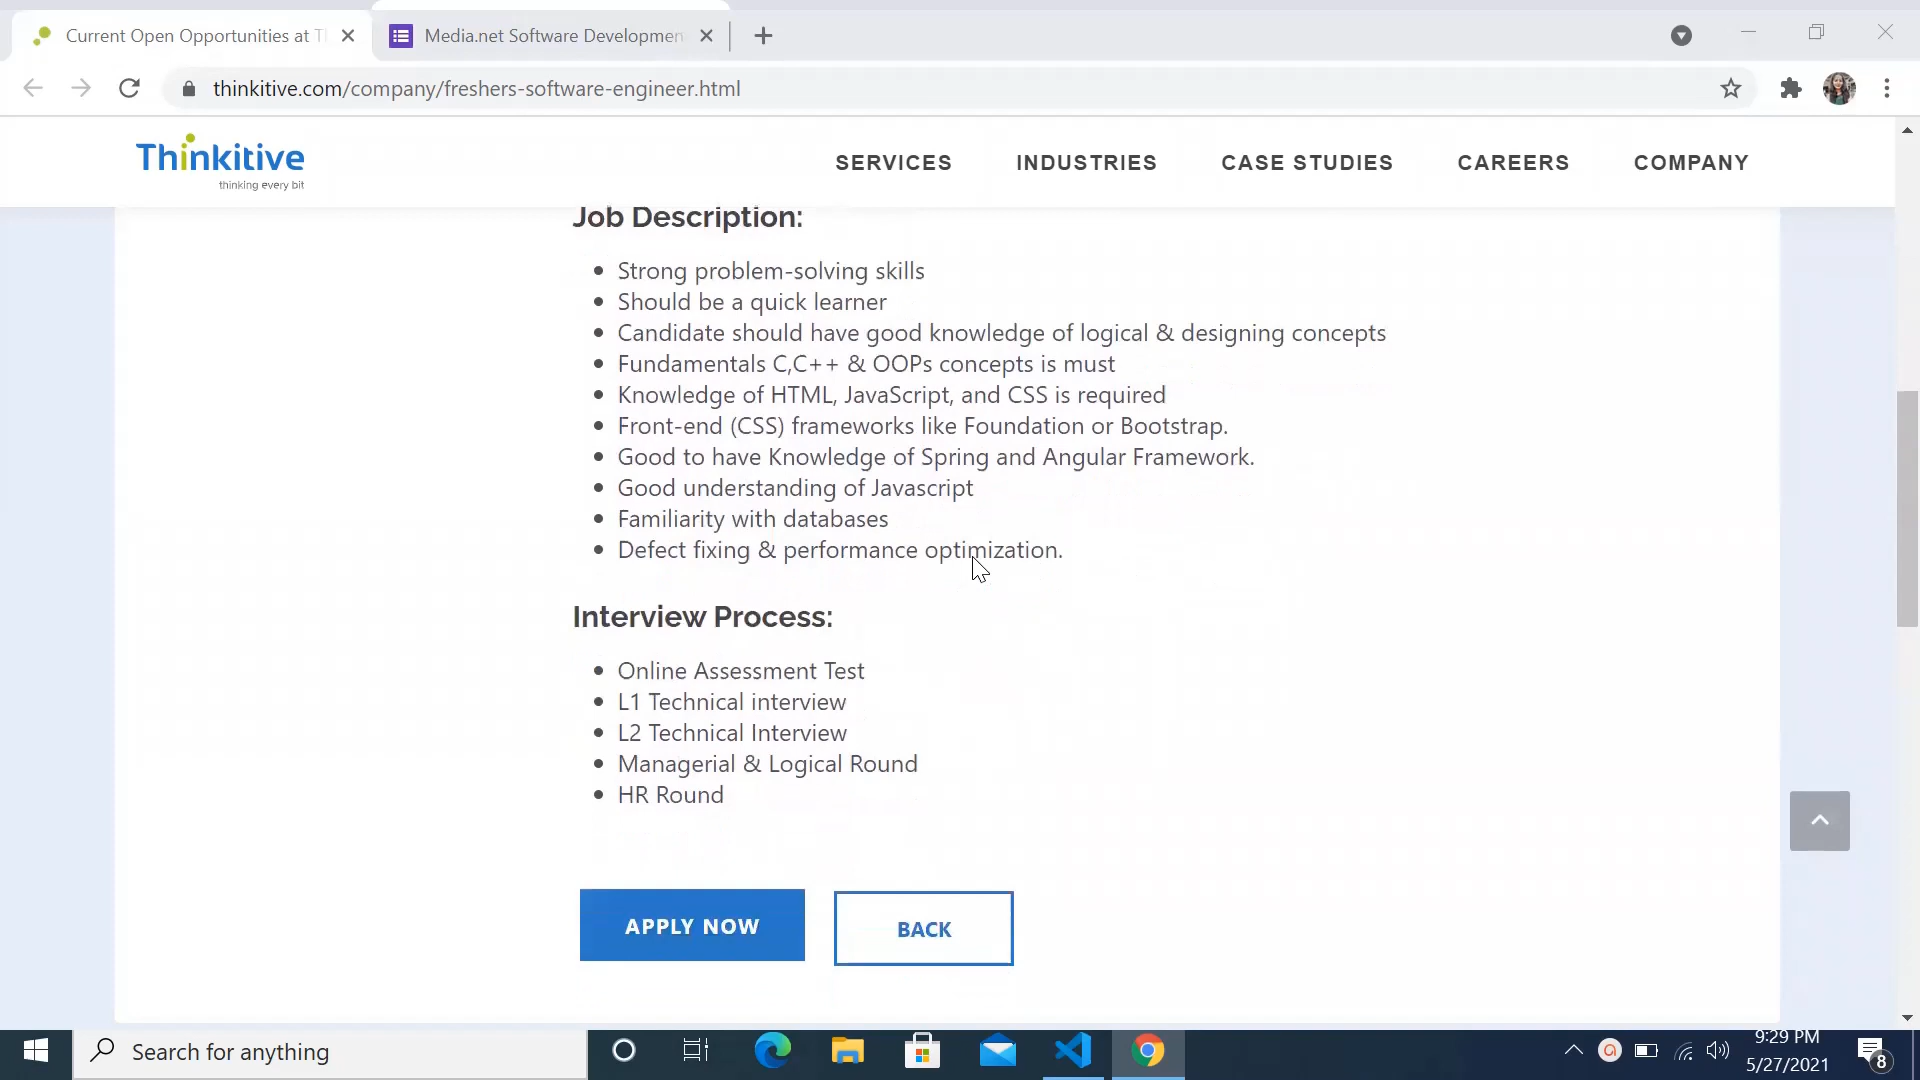 Current Open Opportunities at T
Media.net Software Developmen
thinkitive.com/company/freshers-software-engineer.html
Thinkitive
thinking every bit
SERVICES
INDUSTRIES
CASE STUDIES
CAREERS
COMPANY
Job Description:
Strong problem-solving skills
Should be a quick learner
Candidate should have good knowledge of logical & designing concepts
Fundamentals C,C++ & OOPs concepts is must
Knowledge of HTML, JavaScript, and CSS is required
Front-end (CSS) frameworks like Foundation or Bootstrap.
Good to have Knowledge of Spring and Angular Framework.
Good understanding of Javascript
Familiarity with databases
Defect fixing & performance optimization.
Interview Process:
Online Assessment Test
L1 Technical interview
L2 Technical Interview
Managerial & Logical Round
HR Round
APPLY NOW
BACK
Search for anything
9:29 PM
5/27/2021
8